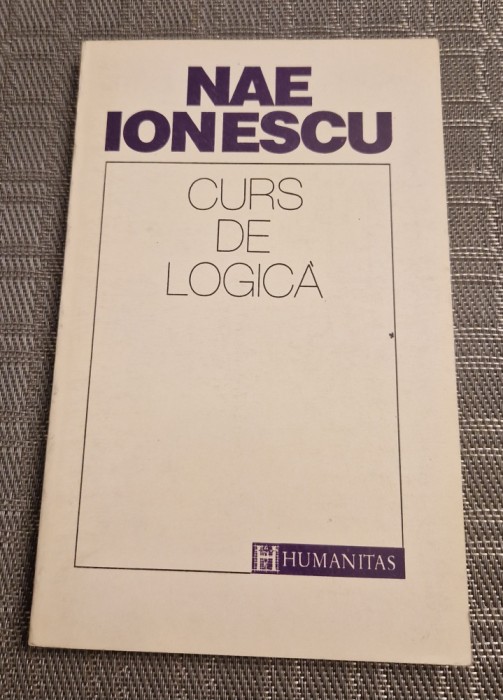 NAE
IONESCU
CURS
DE
LOGICĂ
H HUMANITAS